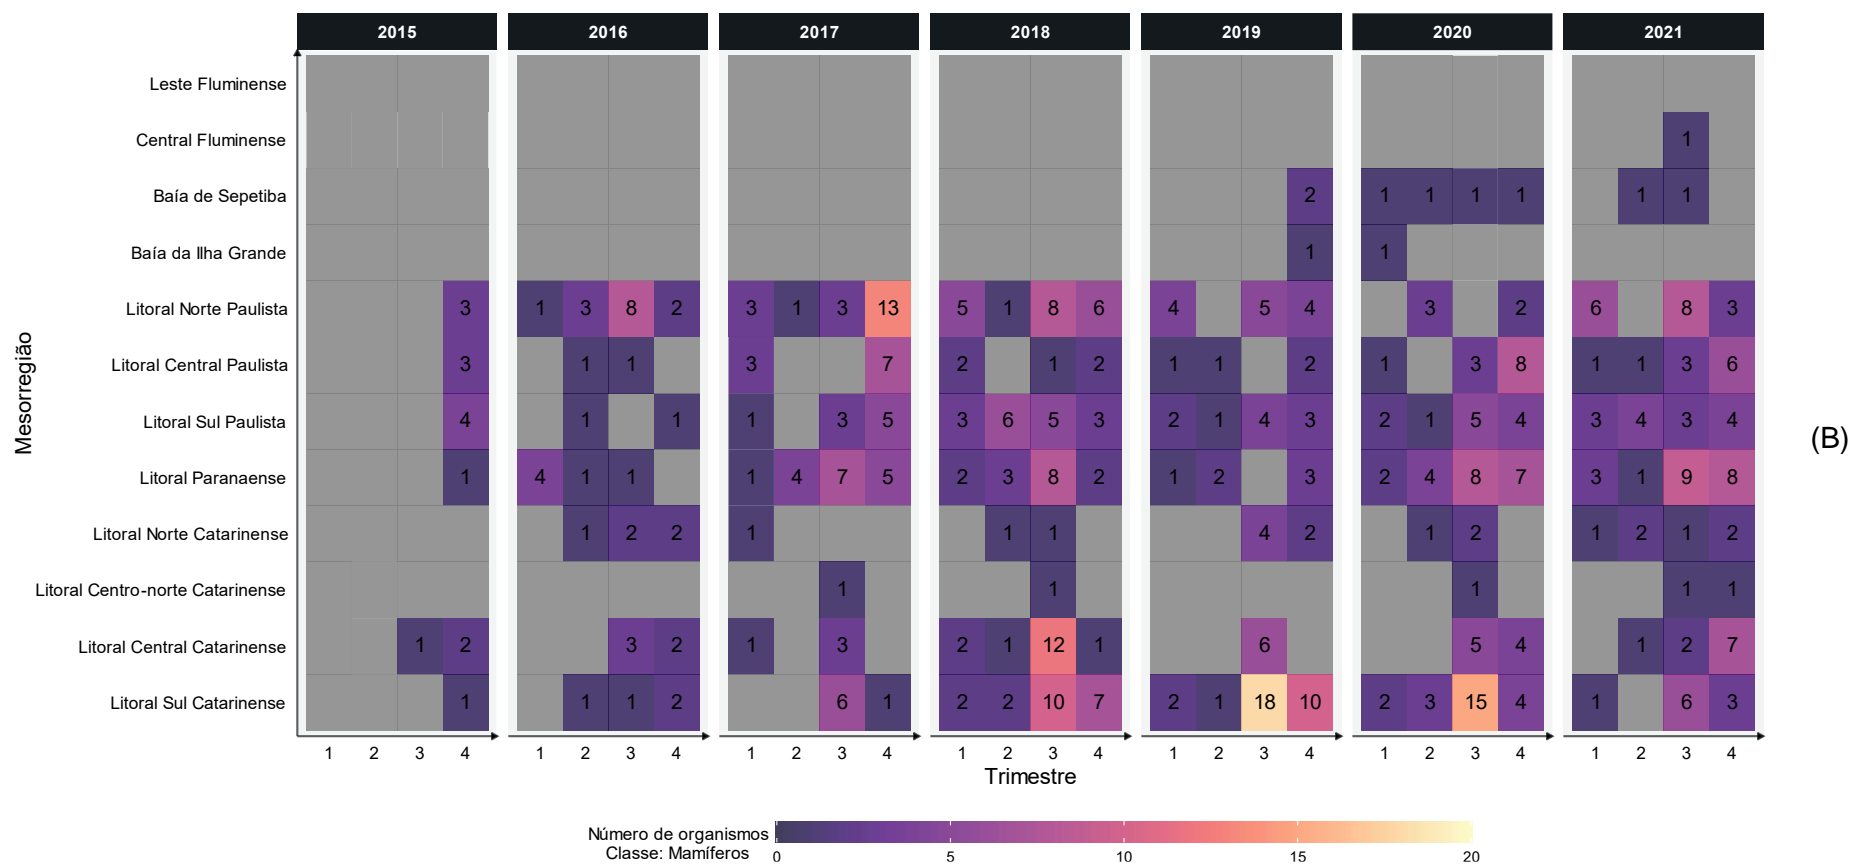 2015 2016 2017 2018 2019 2020 2021
Leste Fluminense
Central Fluminense 1
Baía de Sepetiba 2 1 1 1 1 1 1
Baía da Ilha Grande 1 1
Litoral Norte Paulista 3 1 3 8 2 3 1 3 13 5 1 8 6 4 5 4 3 2 6 8 3
Litoral Central Paulista 3 1 1 3 7 2 1 2 1 1 2 1 3 8 1 1 3 6
Litoral Sul Paulista 4 1 1 1 3 5 3 6 5 3 2 1 4 3 2 1 5 4 3 4 3 4
Litoral Paranaense 1 4 1 1 1 4 7 5 2 3 8 2 1 2 3 2 4 8 7 3 1 9 8
Litoral Norte Catarinense 1 2 2 1 1 1 4 2 1 2 1 2 1 2
Litoral Centro-norte Catarinense 1 1 1 1 1
Litoral Central Catarinense 1 2 3 2 1 3 2 1 12 1 6 5 4 1 2 7
Litoral Sul Catarinense 1 1 1 2 6 1 2 2 10 7 2 1 18 10 2 3 15 4 1 6 3
1 2 3 4 1 2 3 4 1 2 3 4 1 2 3 4 1 2 3 4 1 2 3 4 1 2 3 4
Trimestre
Mesorregião
(B)
Número de organismos
Classe: Mamíferos
0 5 10 15 20